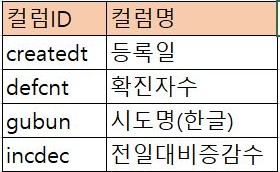 컬럼ID 컬럼명
createdt 등록일
defcnt 확진자수
gubun 시도명(한글)
incdec 전일대비증감수